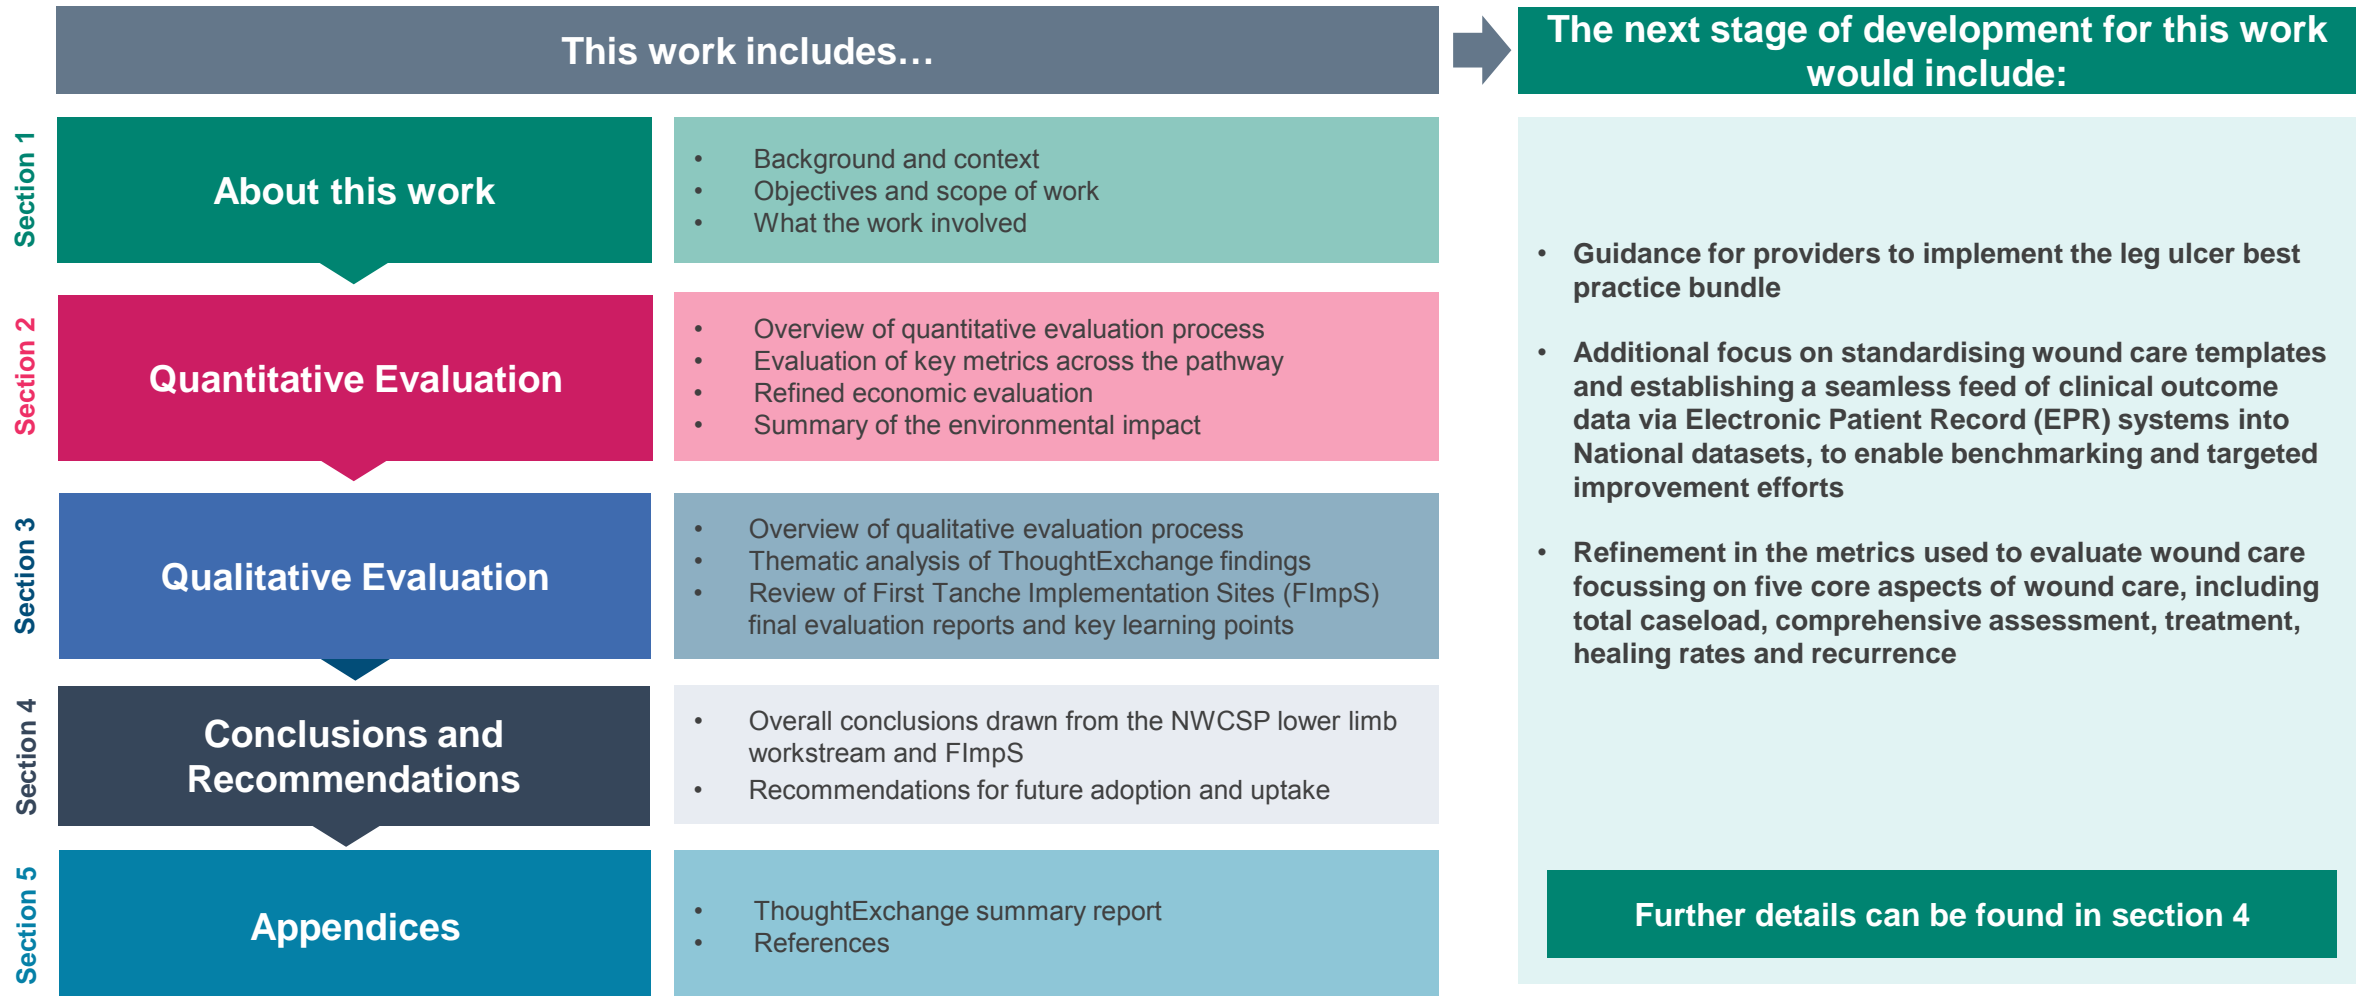 This work includes…
The next stage of development for this work
would include:
Section 1
About this work
• Background and context
• Objectives and scope of work
• What the work involved
Section 2
Quantitative Evaluation
• Overview of quantitative evaluation process
• Evaluation of key metrics across the pathway
• Refined economic evaluation
• Summary of the environmental impact
Section 3
Qualitative Evaluation
• Overview of qualitative evaluation process
• Thematic analysis of ThoughtExchange findings
• Review of First Tanche Implementation Sites (FImpS)
final evaluation reports and key learning points
Section 4
Conclusions and
Recommendations
• Overall conclusions drawn from the NWCSP lower limb
workstream and FImpS
• Recommendations for future adoption and uptake
Section 5
Appendices
• ThoughtExchange summary report
• References
• Guidance for providers to implement the leg ulcer best
practice bundle
• Additional focus on standardising wound care templates
and establishing a seamless feed of clinical outcome
data via Electronic Patient Record (EPR) systems into
National datasets, to enable benchmarking and targeted
improvement efforts
• Refinement in the metrics used to evaluate wound care
focussing on five core aspects of wound care, including
total caseload, comprehensive assessment, treatment,
healing rates and recurrence
Further details can be found in section 4